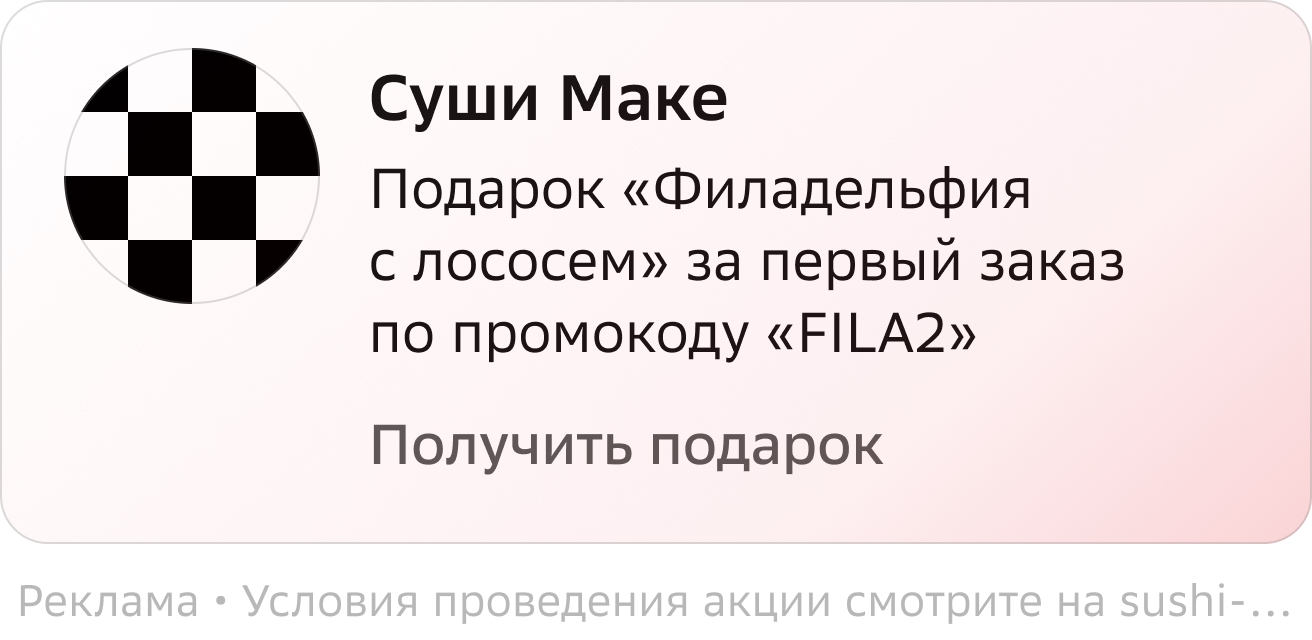 Суши Маке
Подарок «Филадельфия
с лососем» за первый заказ
по промокоду «FILA2»
Получить подарок
Реклама • Условия проведения акции смотрите на sushi-...